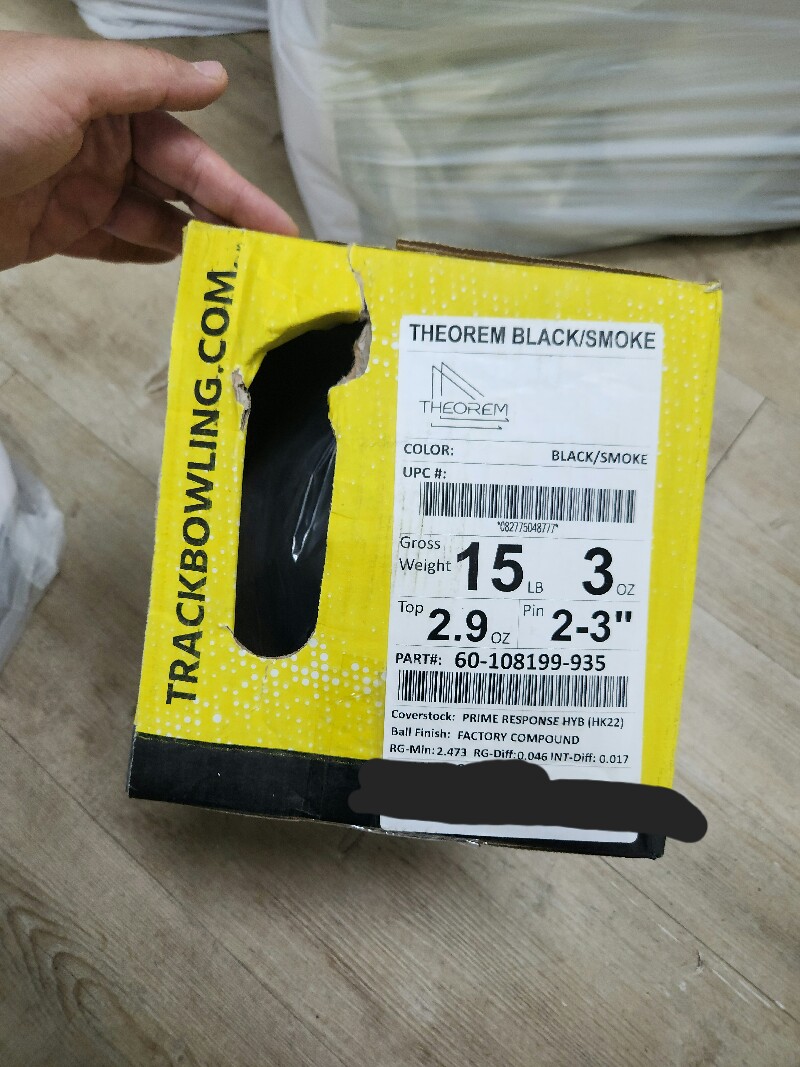 TRACKBOWLING.COM
THEOREM BLACK/SMOKE
THEOREM
COLOR: BLACK/SMOKE
UPC #:
*082775048777*
Gross Weight 15 LB 3 OZ
Top 2.9 OZ Pin 2-3"
PART#: 60-108199-935
Coverstock: PRIME RESPONSE HYB (HK22)
Ball Finish: FACTORY COMPOUND
RG-Min: 2.473 RG-Diff: 0.046 INT-Diff: 0.017